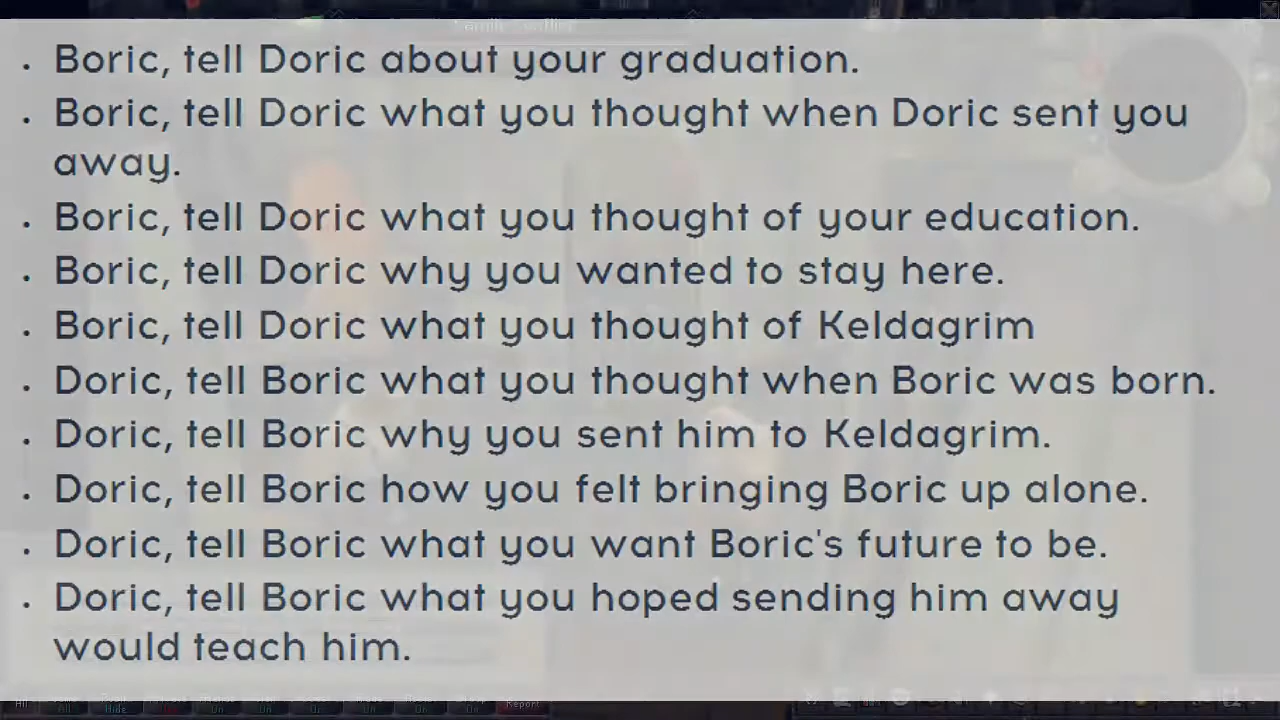 • Boric, tell Doric about your graduation.
• Boric, tell Doric what you thought when Doric sent you
away.
• Boric, tell Doric what you thought of your education.
• Boric, tell Doric why you wanted to stay here.
• Boric, tell Doric what you thought of Keldagrim
• Doric, tell Boric what you thought when Boric was born.
• Doric, tell Boric why you sent him to Keldagrim.
• Doric, tell Boric how you felt bringing Boric up alone.
• Doric, tell Boric what you want Boric's future to be.
• Doric, tell Boric what you hoped sending him away
would teach him.
All Hide Report